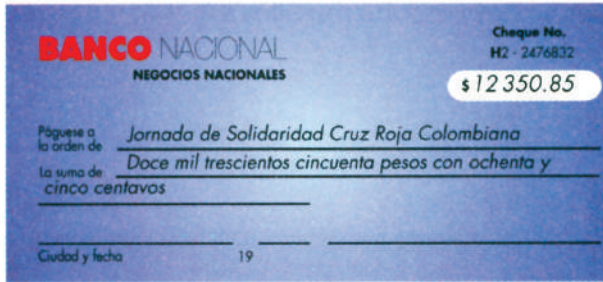 BANCO NACIONAL
NEGOCIOS NACIONALES
Cheque No.
H2 - 2476832
$ 12 350.85
Páguese a
la orden de
Jornada de Solidaridad Cruz Roja Colombiana
La suma de
Doce mil trescientos cincuenta pesos con ochenta y
cinco centavos
Ciudad y fecha
19